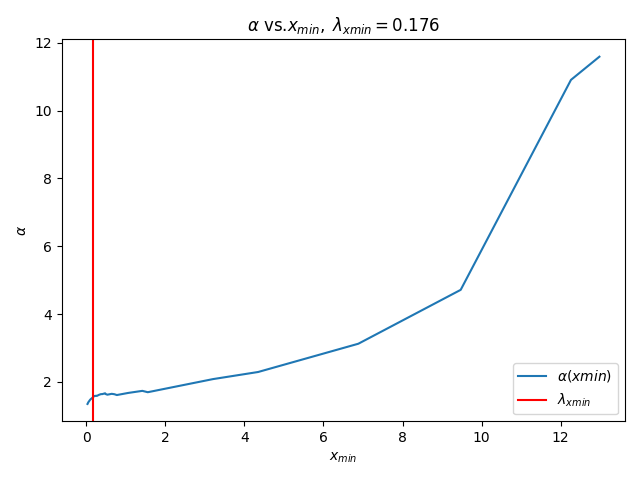 α vs.x_min, λ_xmin = 0.176
12
10
8
6
4
2
α
0 2 4 6 8 10 12
x_min
α(xmin)
λ_xmin